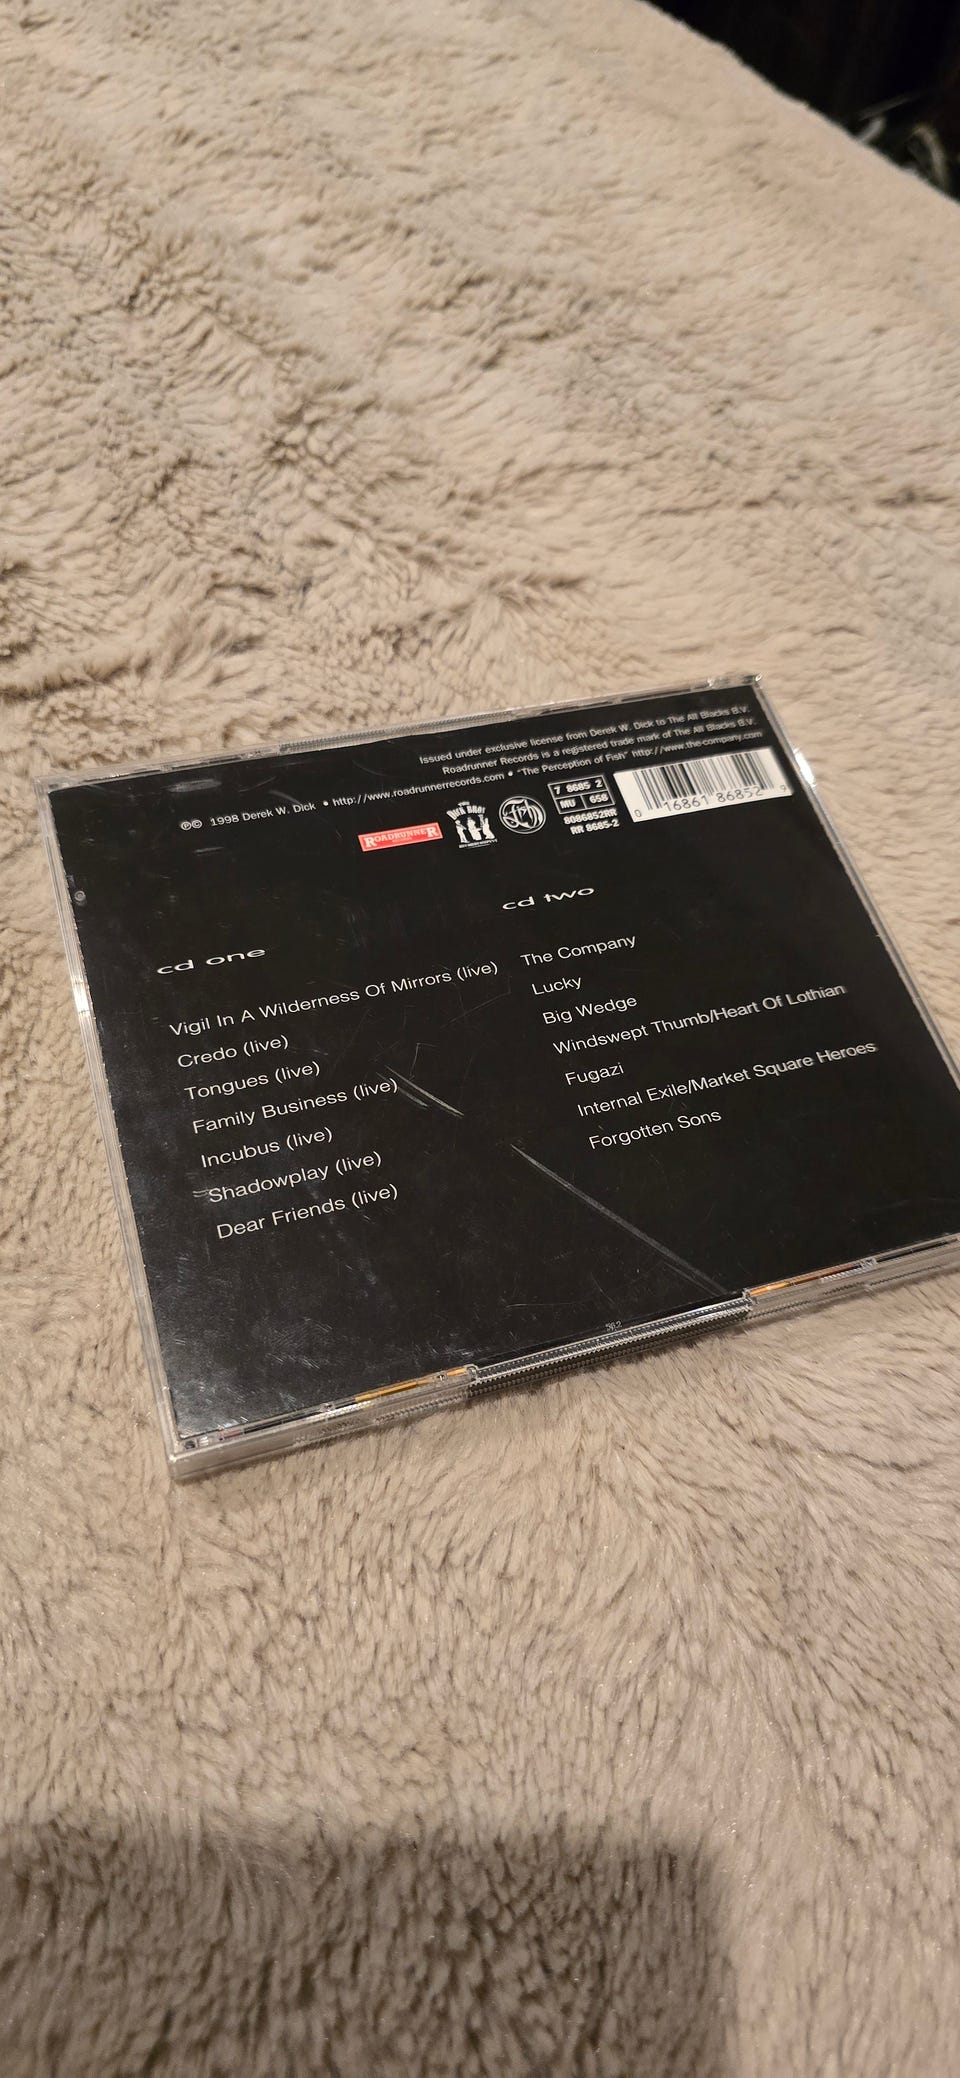 Issued under exclusive license from Derek W. Dick to The All Blacks B.V.
Roadrunner Records is a registered trade mark of The All Blacks B.V.
℗© 1998 Derek W. Dick • http://www.roadrunnerrecords.com • "The Perception of Fish" http://www.the-company.com
ROADRUNNER
Fish
7 8685 2
MU 658
8086852RR
RR 8685-2
0 16861 86852 9
cd one
Vigil In A Wilderness Of Mirrors (live)
Credo (live)
Tongues (live)
Family Business (live)
Incubus (live)
Shadowplay (live)
Dear Friends (live)
cd two
The Company
Lucky
Big Wedge
Windswept Thumb/Heart Of Lothian
Fugazi
Internal Exile/Market Square Heroes
Forgotten Sons